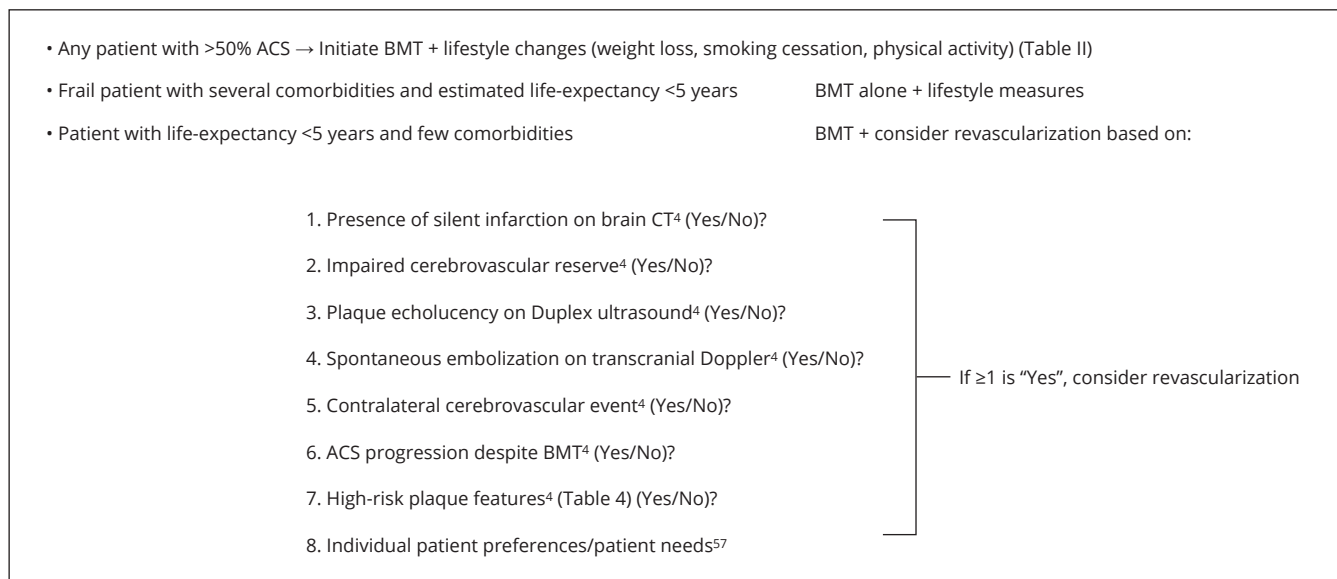 • Any patient with >50% ACS → Initiate BMT + lifestyle changes (weight loss, smoking cessation, physical activity) (Table II)
• Frail patient with several comorbidities and estimated life-expectancy <5 years BMT alone + lifestyle measures
• Patient with life-expectancy <5 years and few comorbidities BMT + consider revascularization based on:
1. Presence of silent infarction on brain CT⁴ (Yes/No)?
2. Impaired cerebrovascular reserve⁴ (Yes/No)?
3. Plaque echolucency on Duplex ultrasound⁴ (Yes/No)?
4. Spontaneous embolization on transcranial Doppler⁴ (Yes/No)?
5. Contralateral cerebrovascular event⁴ (Yes/No)?
6. ACS progression despite BMT⁴ (Yes/No)?
7. High-risk plaque features⁴ (Table 4) (Yes/No)?
8. Individual patient preferences/patient needs⁵⁷
If ≥1 is “Yes”, consider revascularization